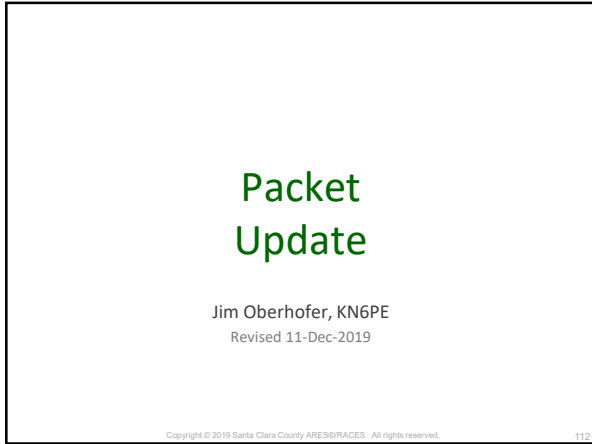 Packet
Update
Jim Oberhofer, KN6PE
Revised 11-Dec-2019
Copyright © 2019 Santa Clara County ARES®/RACES.  All rights reserved.
112